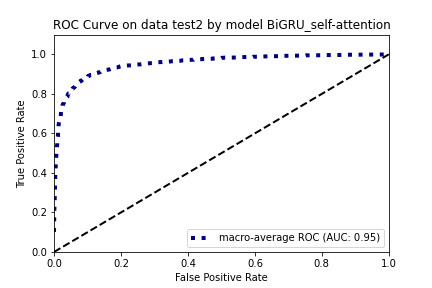 ROC Curve on data test2 by model BiGRU_self-attention
True Positive Rate
1.0
0.8
0.6
0.4
0.2
0.0
macro-average ROC (AUC: 0.95)
0.0 0.2 0.4 0.6 0.8 1.0
False Positive Rate